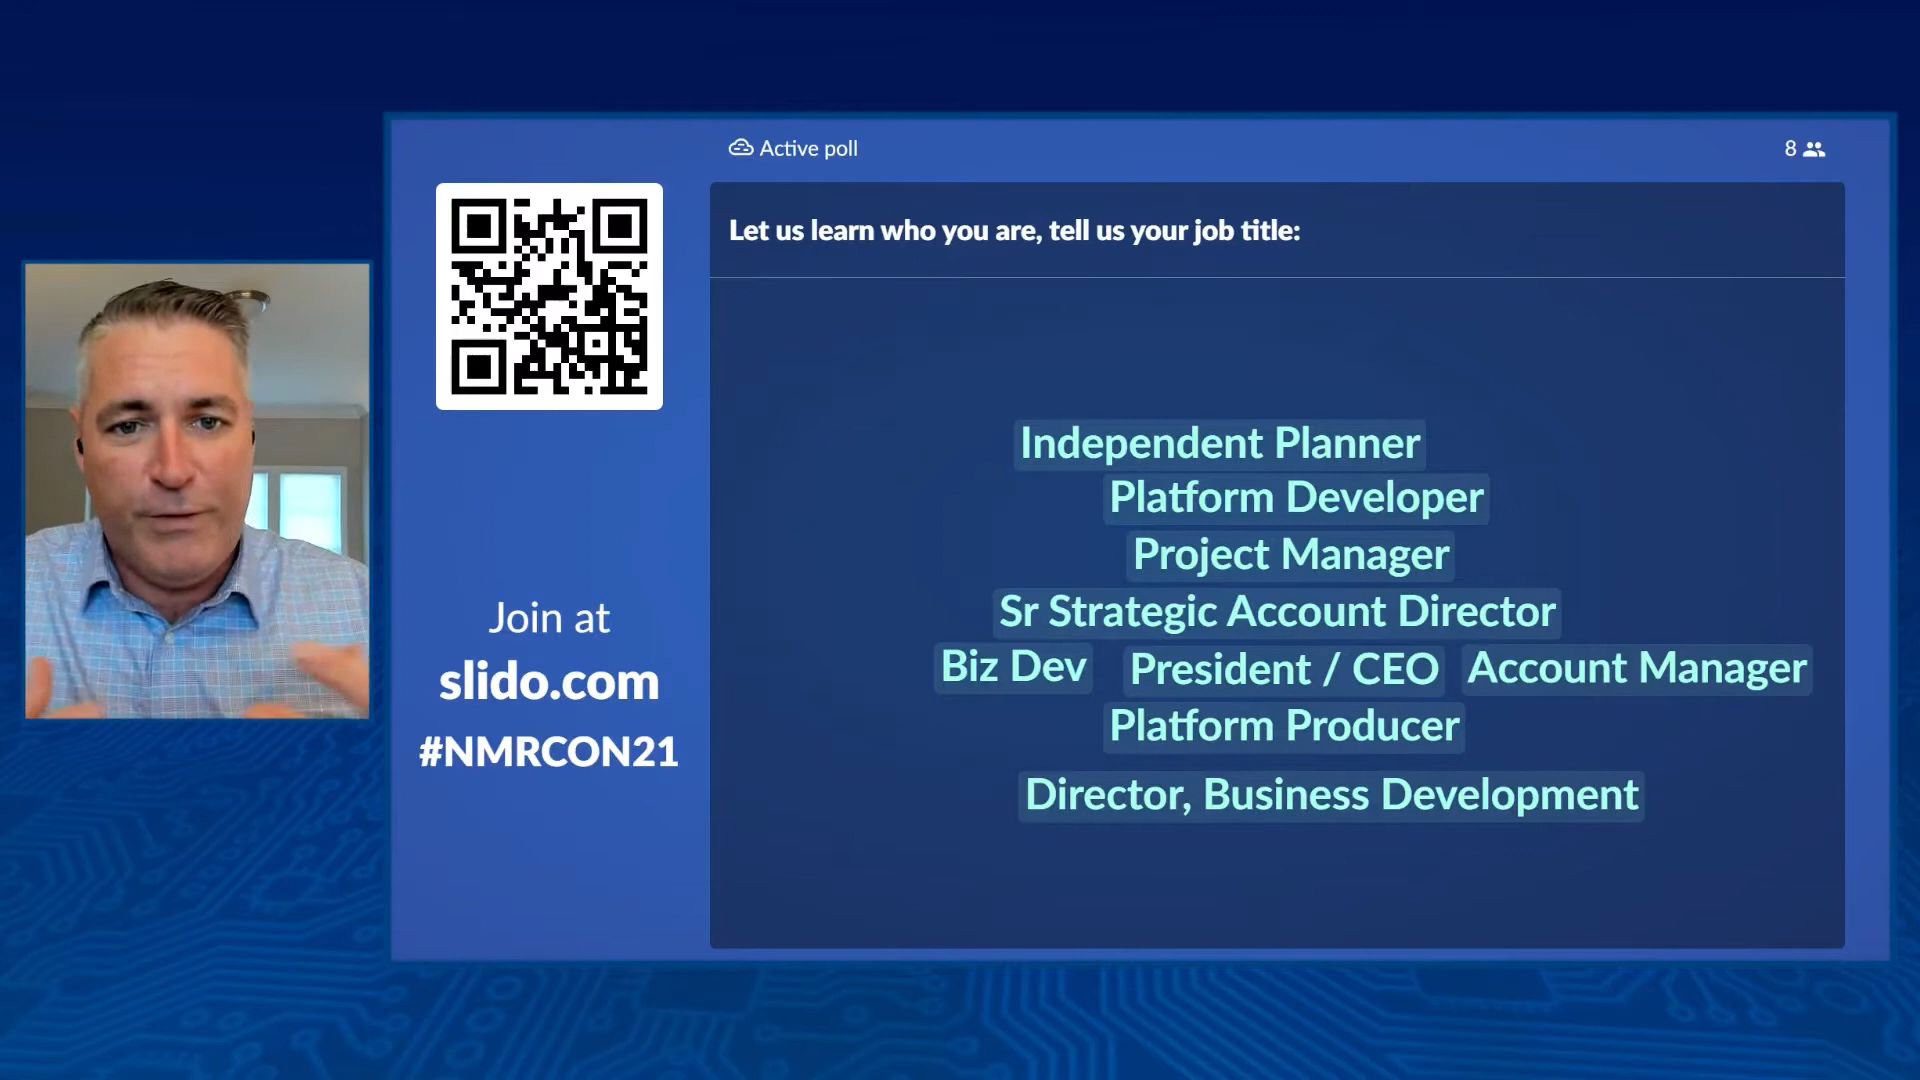 Active poll
8
Let us learn who you are, tell us your job title:
Join at
slido.com
#NMRCON21
Independent Planner
Platform Developer
Project Manager
Sr Strategic Account Director
Biz Dev
President / CEO
Account Manager
Platform Producer
Director, Business Development